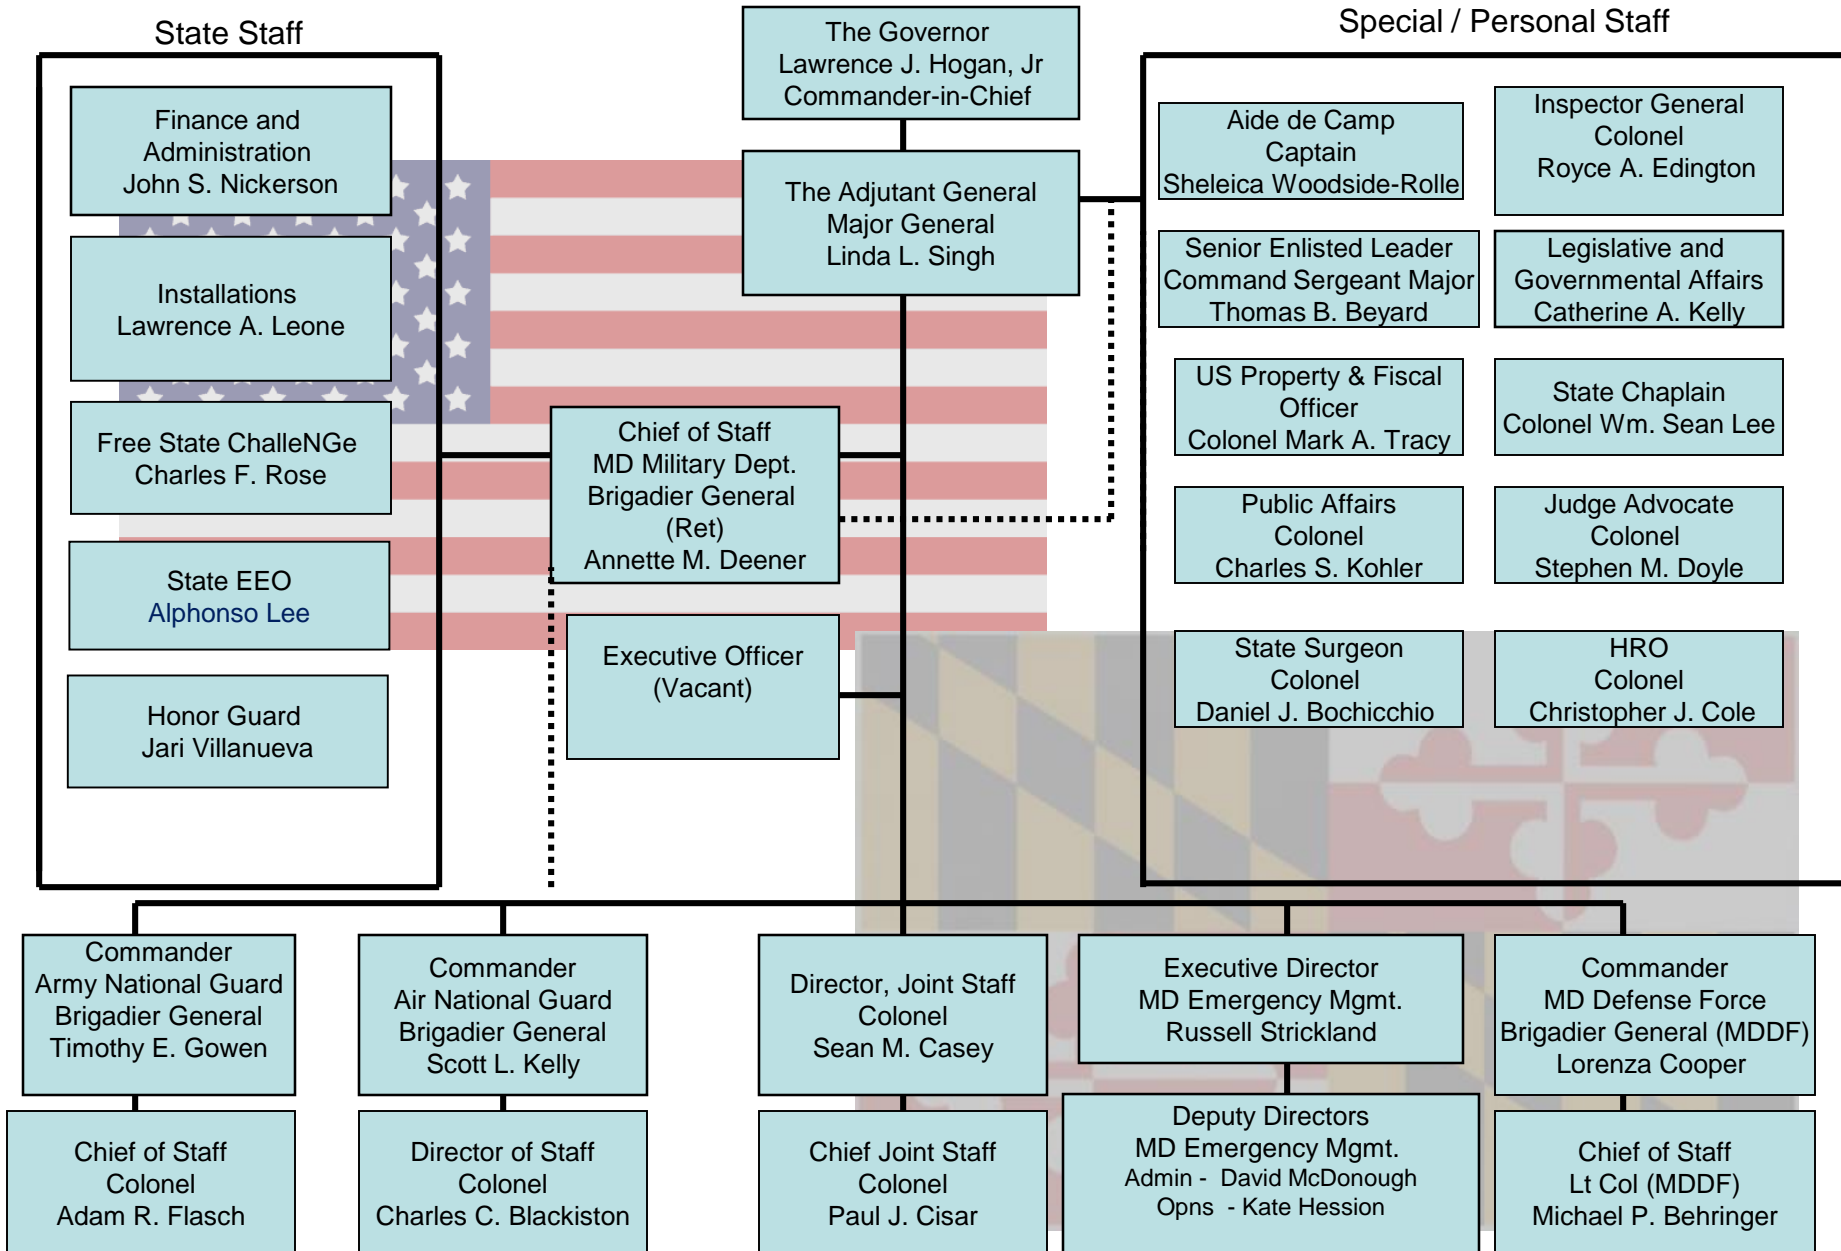 State Staff
Finance and
Administration
John S. Nickerson
Installations
Lawrence A. Leone
Free State ChalleNGe
Charles F. Rose
State EEO
Alphonso Lee
Honor Guard
Jari Villanueva
The Governor
Lawrence J. Hogan, Jr
Commander-in-Chief
The Adjutant General
Major General
Linda L. Singh
Chief of Staff
MD Military Dept.
Brigadier General
(Ret)
Annette M. Deener
Executive Officer
(Vacant)
Special / Personal Staff
Aide de Camp
Captain
Sheleica Woodside-Rolle
Inspector General
Colonel
Royce A. Edington
Senior Enlisted Leader
Command Sergeant Major
Thomas B. Beyard
Legislative and
Governmental Affairs
Catherine A. Kelly
US Property & Fiscal
Officer
Colonel Mark A. Tracy
State Chaplain
Colonel Wm. Sean Lee
Public Affairs
Colonel
Charles S. Kohler
Judge Advocate
Colonel
Stephen M. Doyle
State Surgeon
Colonel
Daniel J. Bochicchio
HRO
Colonel
Christopher J. Cole
Commander
Army National Guard
Brigadier General
Timothy E. Gowen
Commander
Air National Guard
Brigadier General
Scott L. Kelly
Director, Joint Staff
Colonel
Sean M. Casey
Executive Director
MD Emergency Mgmt.
Russell Strickland
Commander
MD Defense Force
Brigadier General (MDDF)
Lorenza Cooper
Chief of Staff
Colonel
Adam R. Flasch
Director of Staff
Colonel
Charles C. Blackiston
Chief Joint Staff
Colonel
Paul J. Cisar
Deputy Directors
MD Emergency Mgmt.
Admin - David McDonough
Opns - Kate Hession
Chief of Staff
Lt Col (MDDF)
Michael P. Behringer